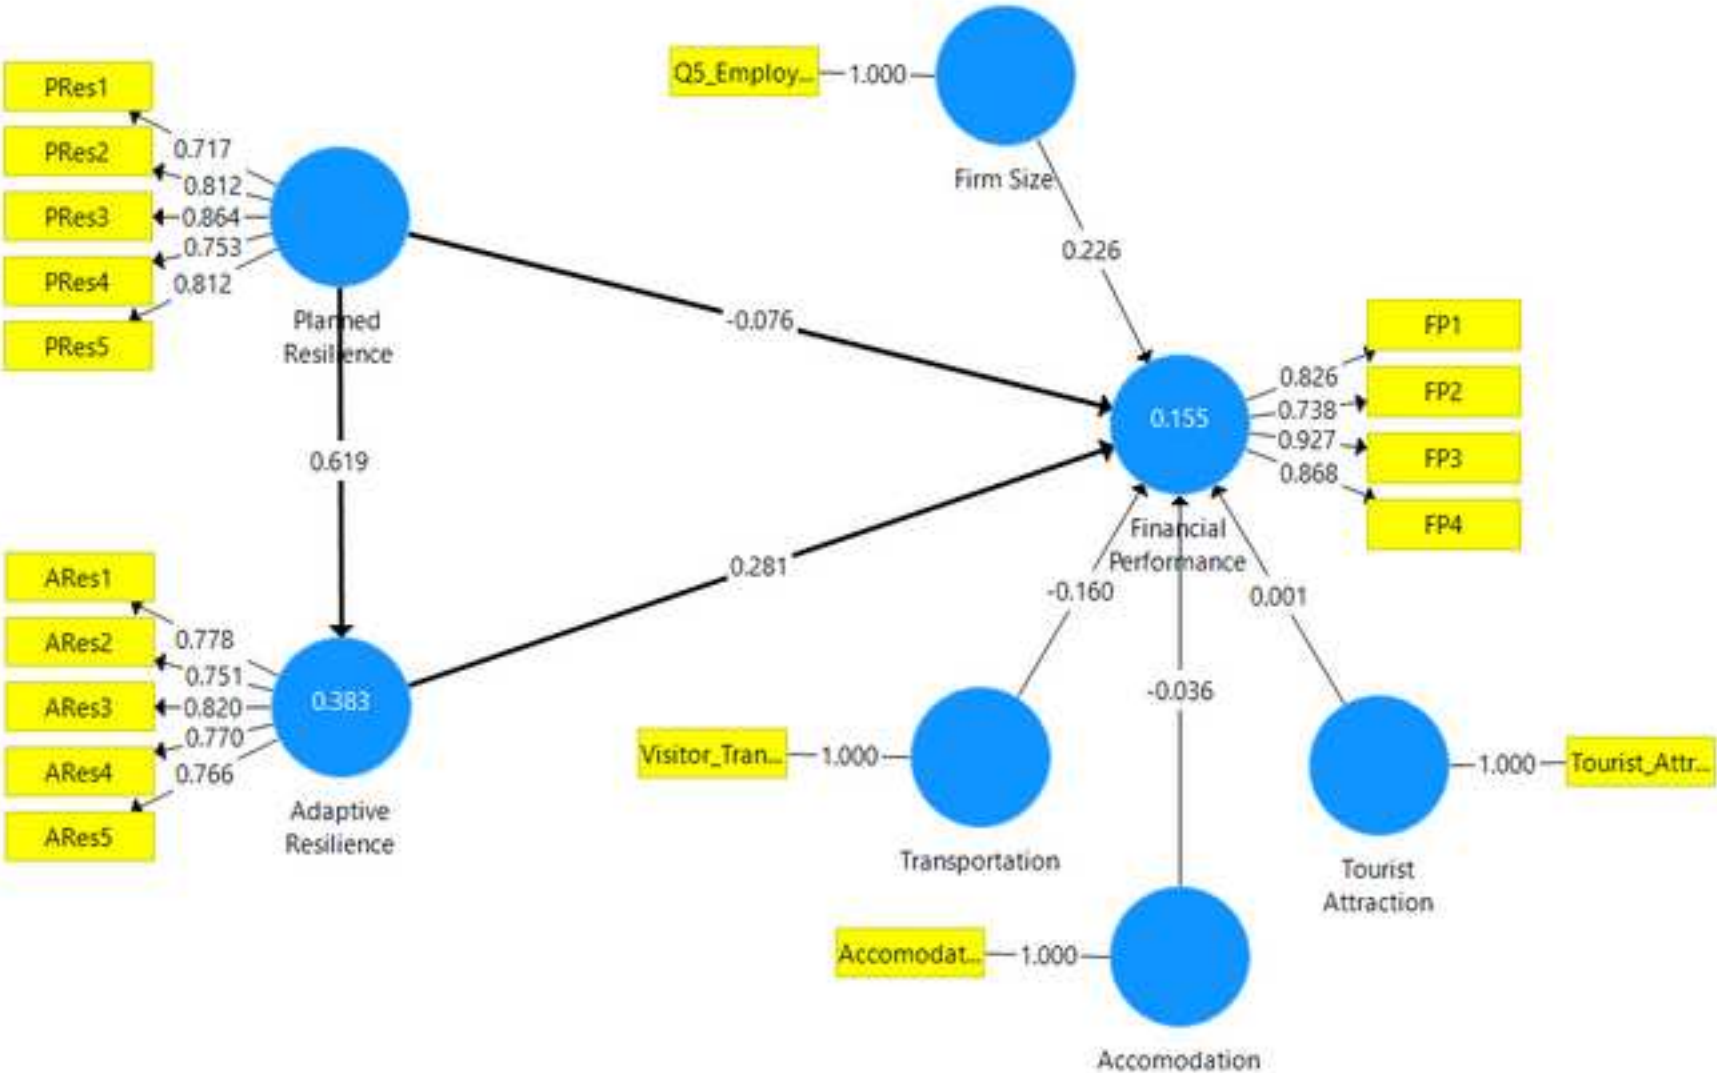 PRes1
PRes2
PRes3
PRes4
PRes5
0.717
0.812
0.864
0.753
0.812
Planned
Resilience
Q5_Employ...
1.000
Firm Size
0.226
-0.076
0.619
0.281
0.155
Financial
Performance
0.826
0.738
0.927
0.868
FP1
FP2
FP3
FP4
ARes1
ARes2
ARes3
ARes4
ARes5
0.778
0.751
0.820
0.770
0.766
0.383
Adaptive
Resilience
-0.160
-0.036
0.001
Visitor_Tran...
1.000
Transportation
Tourist_Attr...
1.000
Tourist
Attraction
Accomodat...
1.000
Accomodation